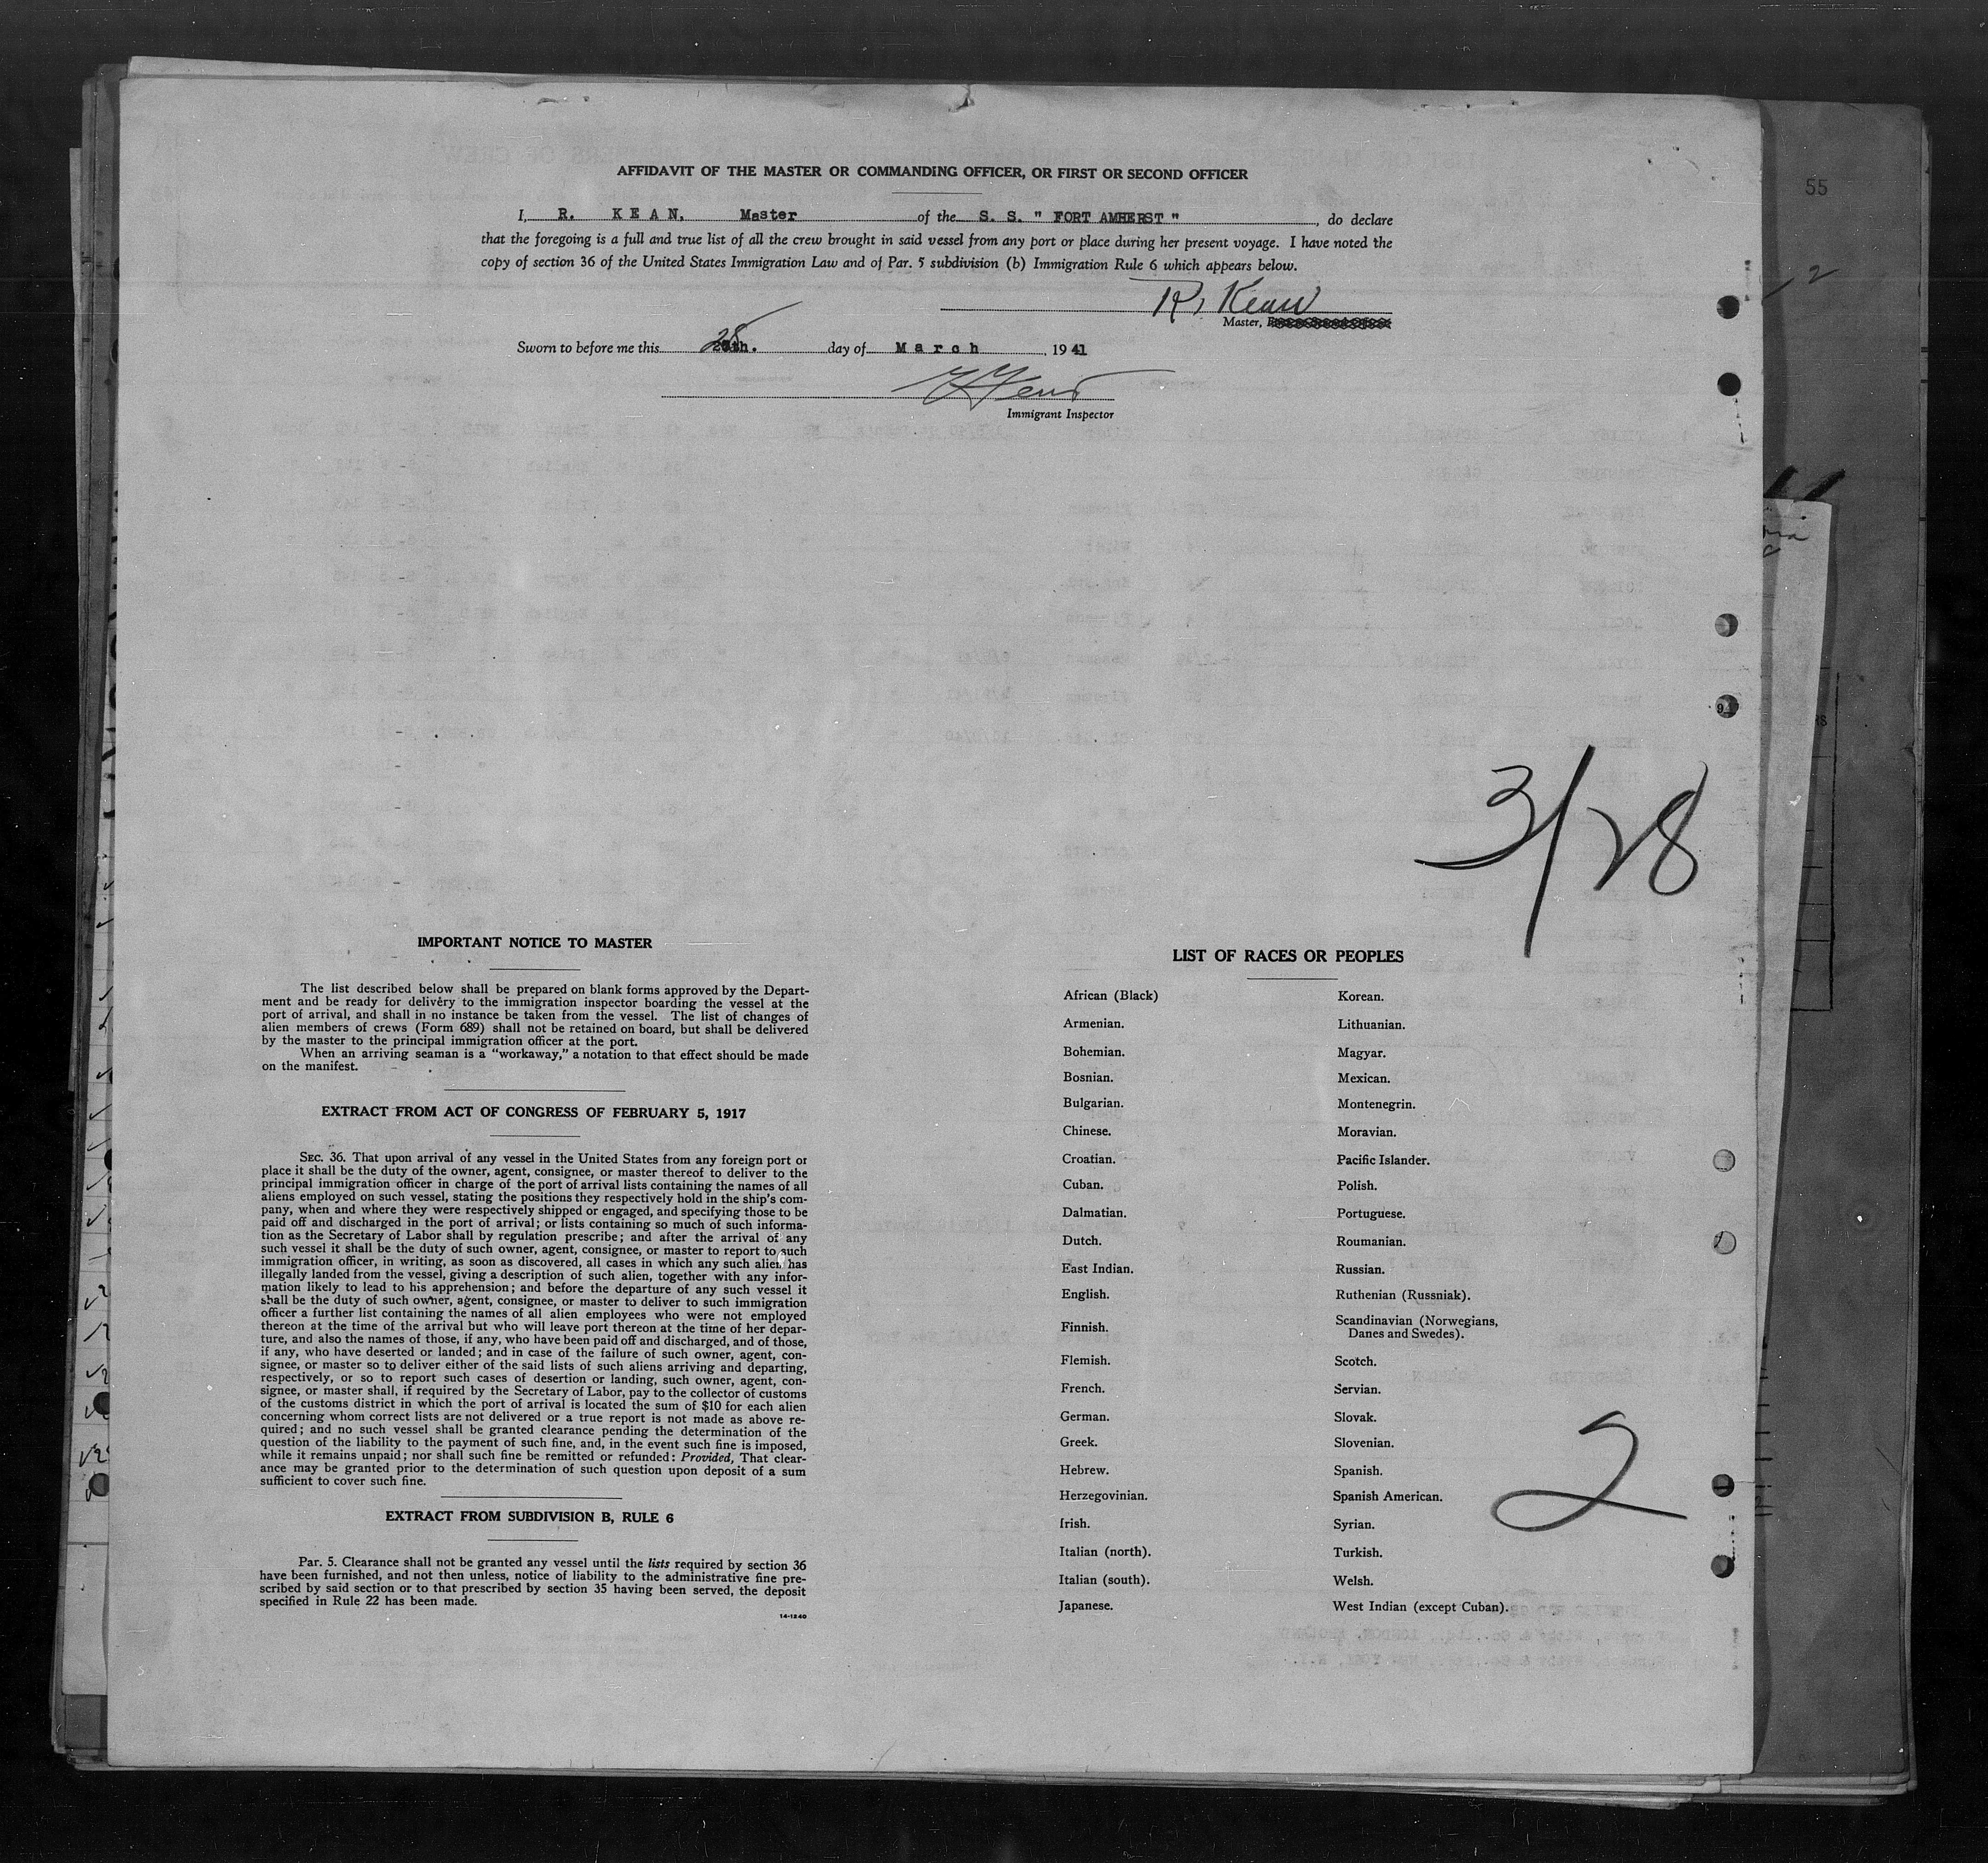 AFFIDAVIT OF THE MASTER OR COMMANDING OFFICER, OR FIRST OR SECOND OFFICER
I, R. KEAN, Master of the S. S. " FORT AMHERST ", do declare
that the foregoing is a full and true list of all the crew brought in said vessel from any port or place during her present voyage. I have noted the
copy of section 36 of the United States Immigration Law and of Par. 5 subdivision (b) Immigration Rule 6 which appears below.
R. Kean
Master,
Sworn to before me this 28th. day of March, 1941
Immigrant Inspector
55
2
3/28
IMPORTANT NOTICE TO MASTER
The list described below shall be prepared on blank forms approved by the Depart-
ment and be ready for delivery to the immigration inspector boarding the vessel at the
port of arrival, and shall in no instance be taken from the vessel. The list of changes of
alien members of crews (Form 689) shall not be retained on board, but shall be delivered
by the master to the principal immigration officer at the port.
When an arriving seaman is a "workaway," a notation to that effect should be made
on the manifest.
EXTRACT FROM ACT OF CONGRESS OF FEBRUARY 5, 1917
SEC. 36. That upon arrival of any vessel in the United States from any foreign port or
place it shall be the duty of the owner, agent, consignee, or master thereof to deliver to the
principal immigration officer in charge of the port of arrival lists containing the names of all
aliens employed on such vessel, stating the positions they respectively hold in the ship's com-
pany, when and where they were respectively shipped or engaged, and specifying those to be
paid off and discharged in the port of arrival; or lists containing so much of such informa-
tion as the Secretary of Labor shall by regulation prescribe; and after the arrival of any
such vessel it shall be the duty of such owner, agent, consignee, or master to report to such
immigration officer, in writing, as soon as discovered, all cases in which any such alien has
illegally landed from the vessel, giving a description of such alien, together with any infor-
mation likely to lead to his apprehension; and before the departure of any such vessel it
shall be the duty of such owner, agent, consignee, or master to deliver to such immigration
officer a further list containing the names of all alien employees who were not employed
thereon at the time of the arrival but who will leave port thereon at the time of her depar-
ture, and also the names of those, if any, who have been paid off and discharged, and of those,
if any, who have deserted or landed; and in case of the failure of such owner, agent, con-
signee, or master so to deliver either of the said lists of such aliens arriving and departing,
respectively, or so to report such cases of desertion or landing, such owner, agent, con-
signee, or master shall, if required by the Secretary of Labor, pay to the collector of customs
of the customs district in which the port of arrival is located the sum of $10 for each alien
concerning whom correct lists are not delivered or a true report is not made as above re-
quired; and no such vessel shall be granted clearance pending the determination of the
question of the liability to the payment of such fine, and, in the event such fine is imposed,
while it remains unpaid; nor shall such fine be remitted or refunded: Provided, That clear-
ance may be granted prior to the determination of such question upon deposit of a sum
sufficient to cover such fine.
EXTRACT FROM SUBDIVISION B, RULE 6
Par. 5. Clearance shall not be granted any vessel until the lists required by section 36
have been furnished, and not then unless, notice of liability to the administrative fine pre-
scribed by said section or to that prescribed by section 35 having been served, the deposit
specified in Rule 22 has been made.
14-1240
LIST OF RACES OR PEOPLES
African (Black)
Armenian.
Bohemian.
Bosnian.
Bulgarian.
Chinese.
Croatian.
Cuban.
Dalmatian.
Dutch.
East Indian.
English.
Finnish.
Flemish.
French.
German.
Greek.
Hebrew.
Herzegovinian.
Irish.
Italian (north).
Italian (south).
Japanese.
Korean.
Lithuanian.
Magyar.
Mexican.
Montenegrin.
Moravian.
Pacific Islander.
Polish.
Portuguese.
Roumanian.
Russian.
Ruthenian (Russniak).
Scandinavian (Norwegians,
Danes and Swedes).
Scotch.
Servian.
Slovak.
Slovenian.
Spanish.
Spanish American.
Syrian.
Turkish.
Welsh.
West Indian (except Cuban).
2